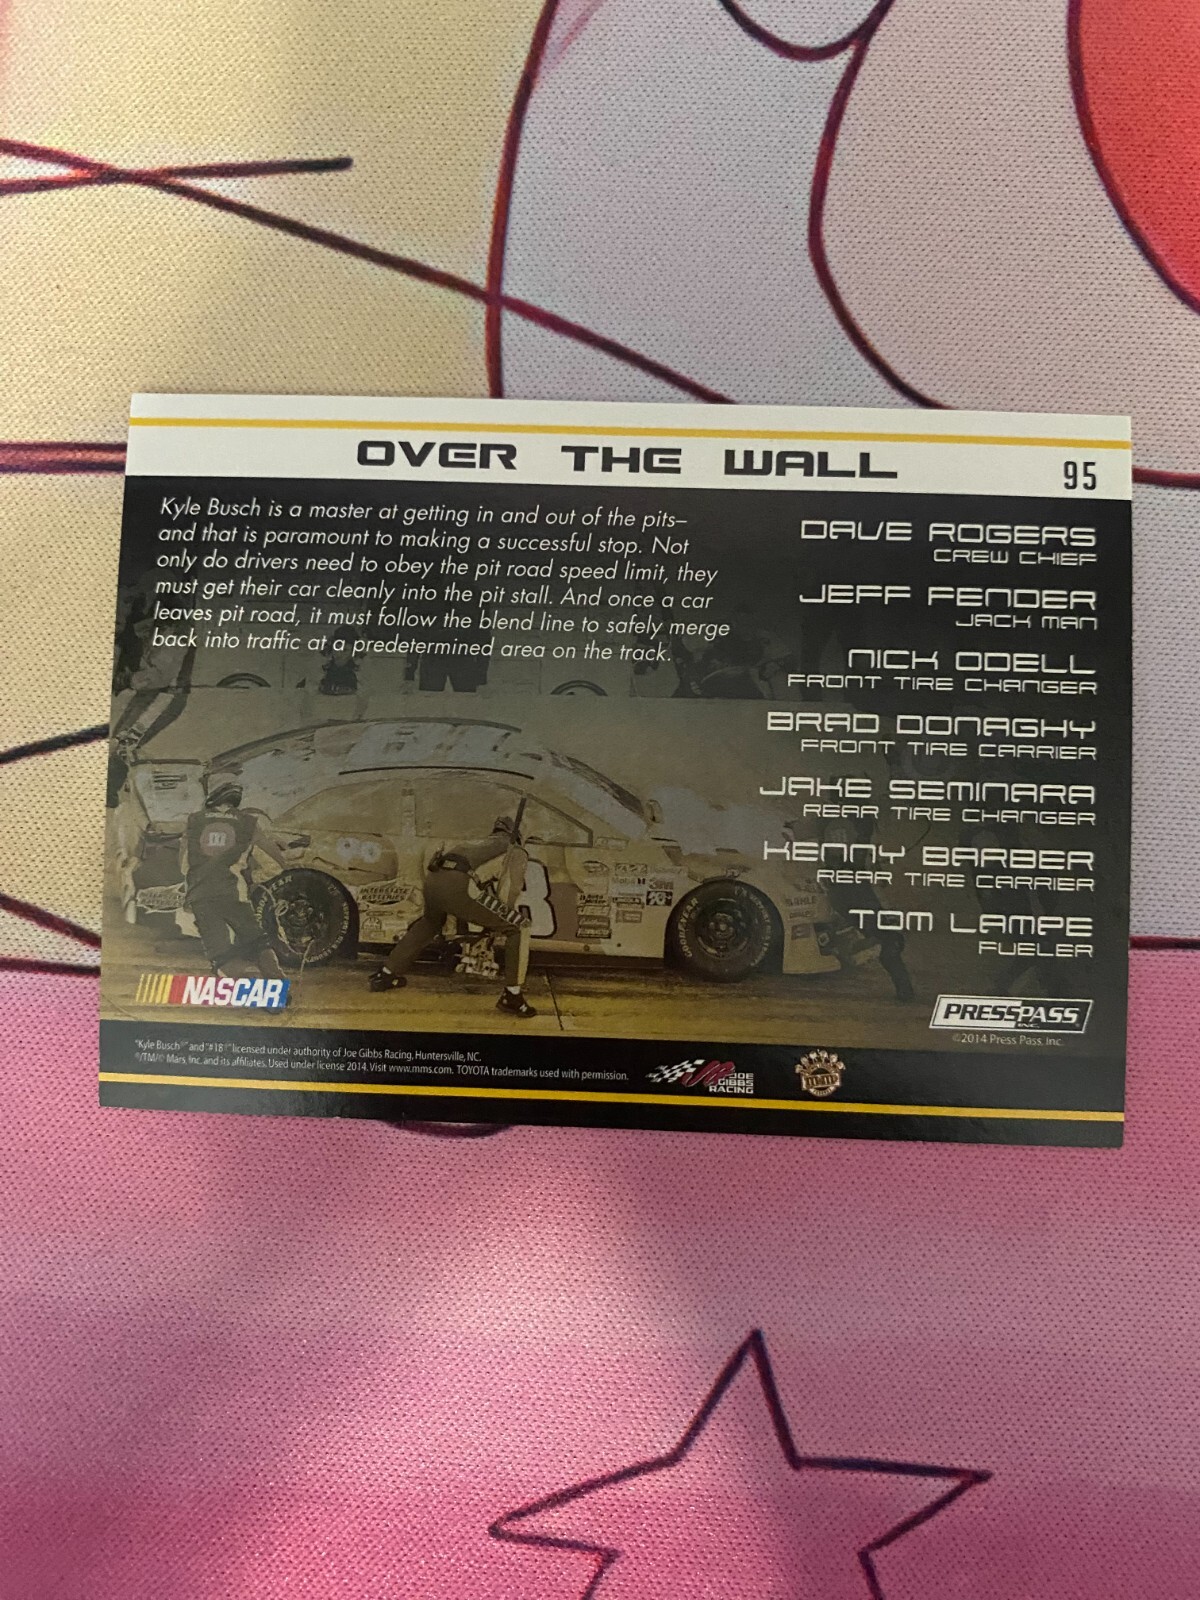 OVER THE WALL
95
Kyle Busch is a master at getting in and out of the pits–
and that is paramount to making a successful stop. Not
only do drivers need to obey the pit road speed limit, they
must get their car cleanly into the pit stall. And once a car
leaves pit road, it must follow the blend line to safely merge
back into traffic at a predetermined area on the track.
DAVE ROGERS
CREW CHIEF
JEFF FENDER
JACK MAN
NICK ODELL
FRONT TIRE CHANGER
BRAD DONAGHY
FRONT TIRE CARRIER
JAKE SEMINARA
REAR TIRE CHANGER
KENNY BARBER
REAR TIRE CARRIER
TOM LAMPE
FUELER
INTERSTATE
BATTERIES
GOODYEAR
NASCAR
PRESS PASS
INC.
©2014 Press Pass, Inc.
"Kyle Busch®" and "#18®" licensed under authority of Joe Gibbs Racing, Huntersville, NC.
®/TM/© Mars, Inc. and its affiliates. Used under license 2014. Visit www.mms.com. TOYOTA trademarks used with permission.
JOE
GIBBS
RACING